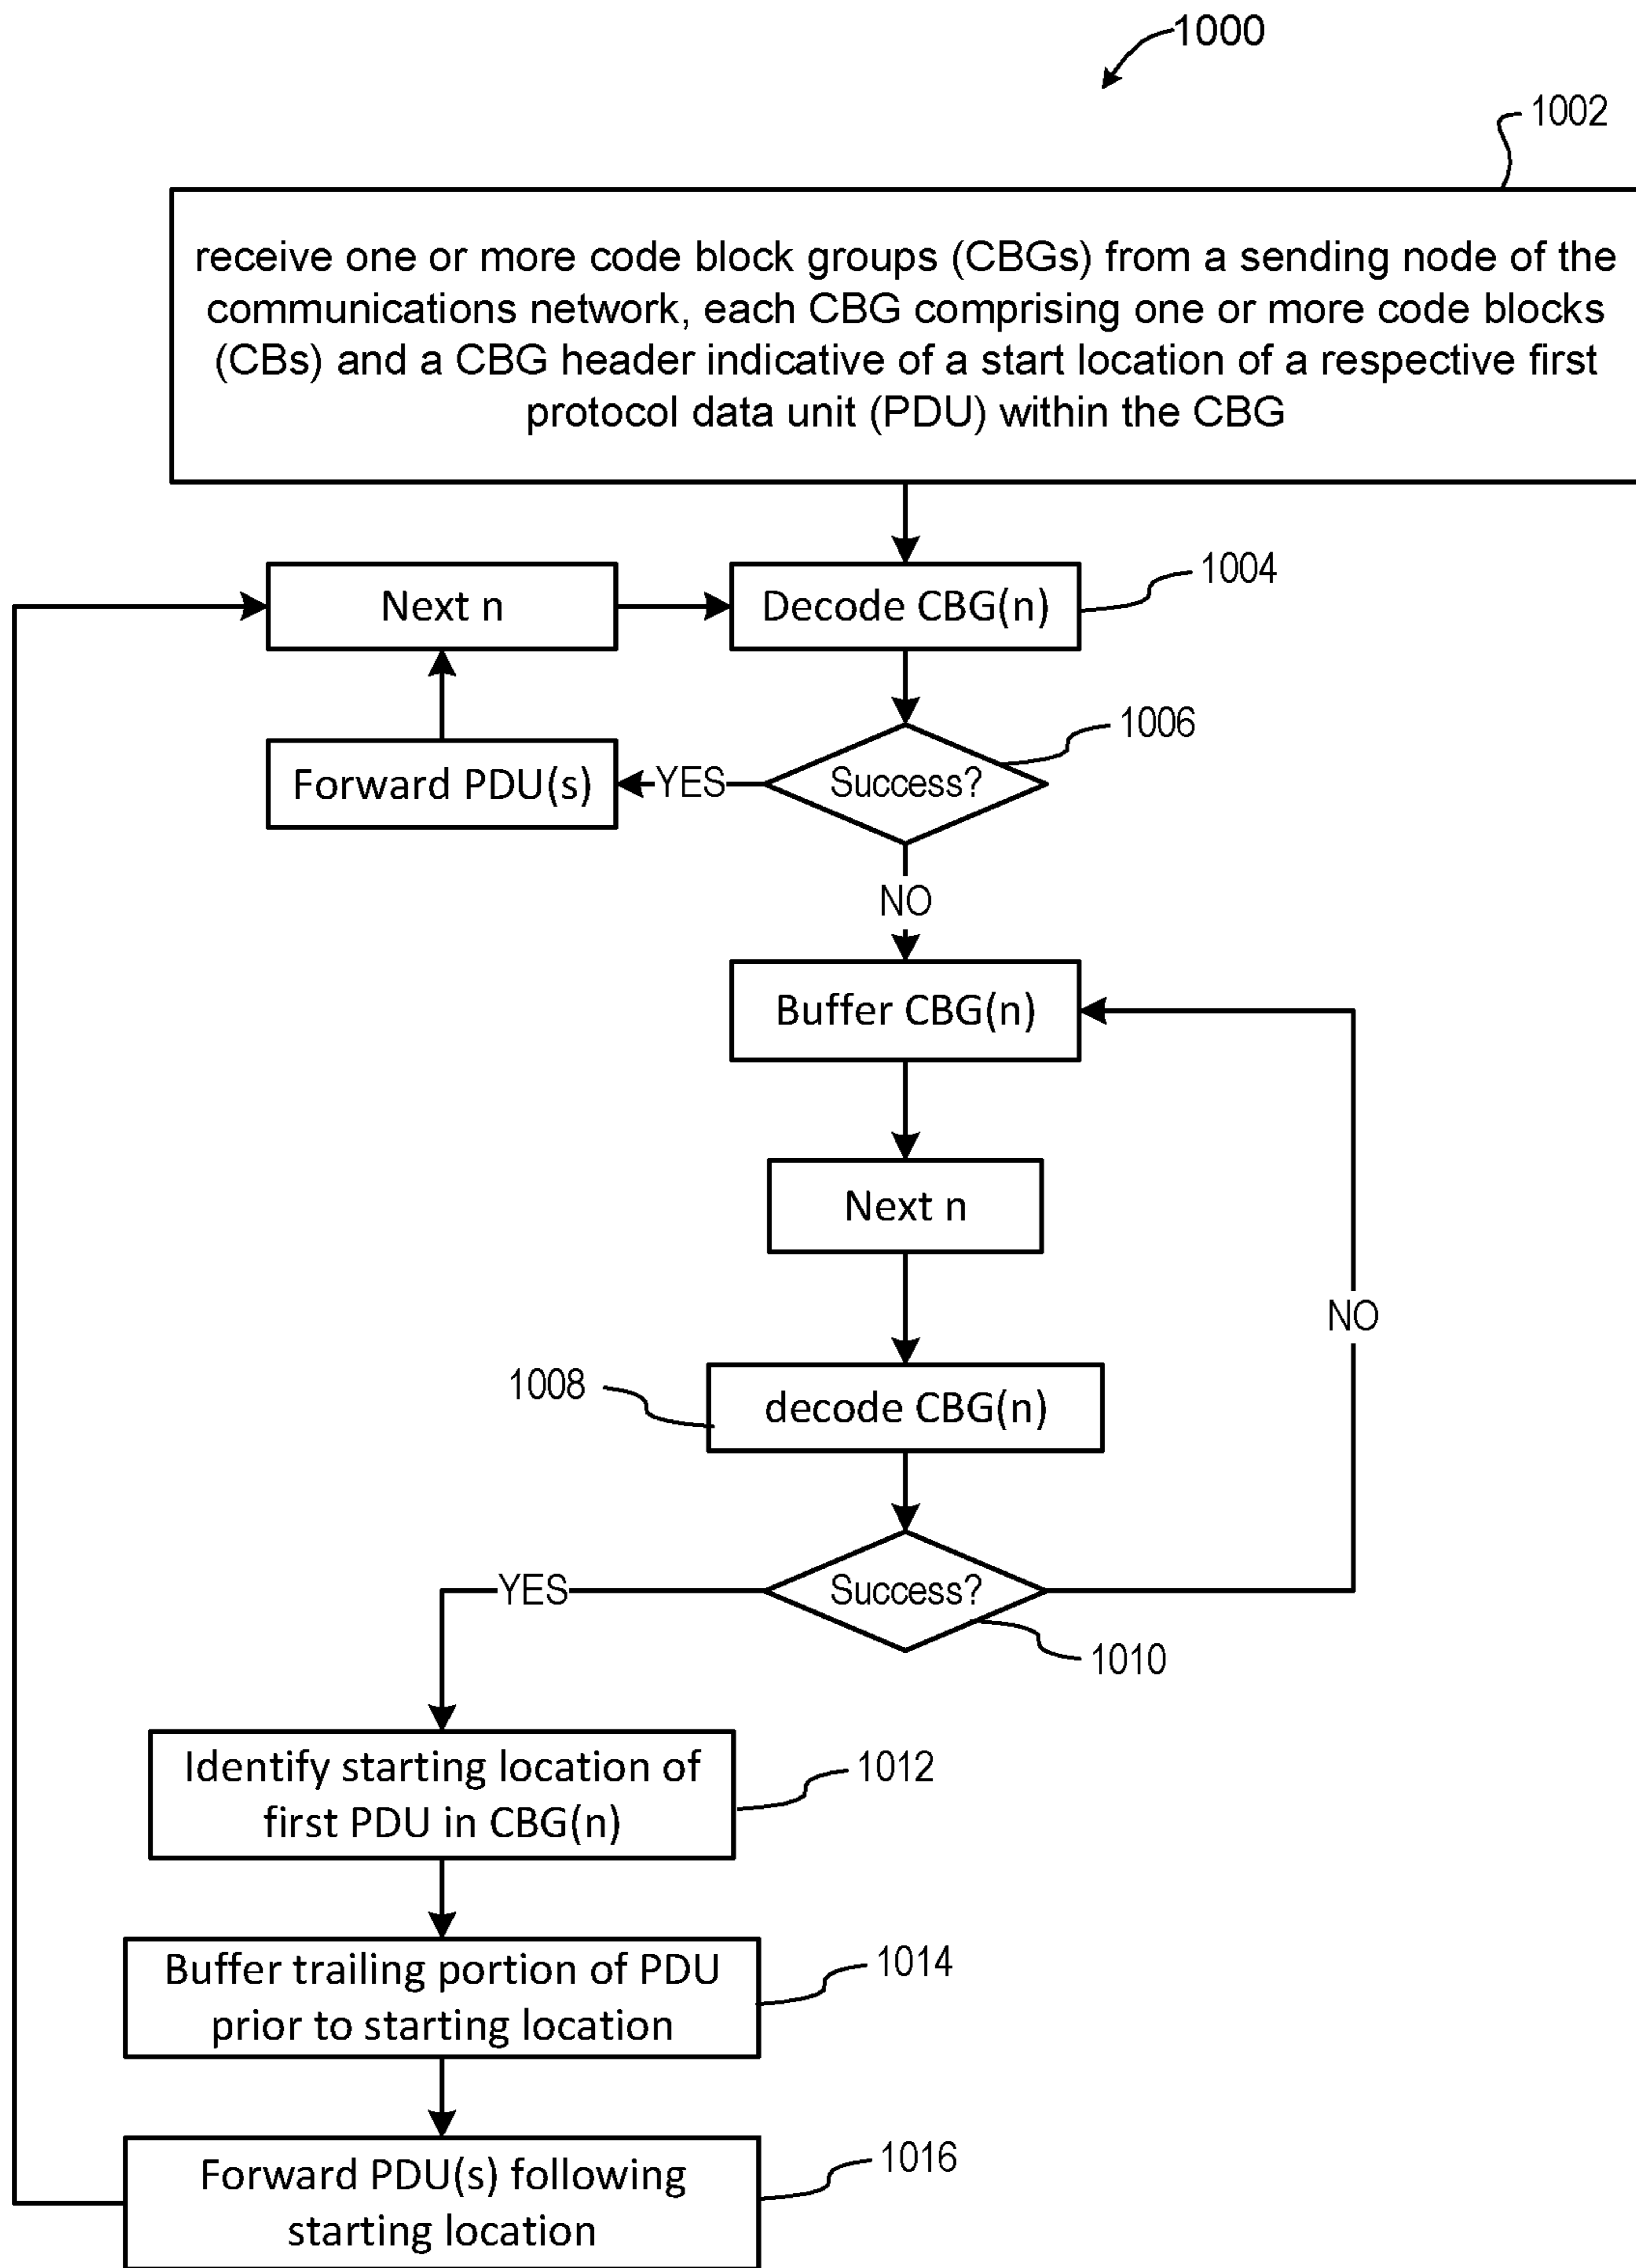 1000
1002
receive one or more code block groups (CBGs) from a sending node of the
communications network, each CBG comprising one or more code blocks
(CBs) and a CBG header indicative of a start location of a respective first
protocol data unit (PDU) within the CBG
Next n
Decode CBG(n)
1004
1006
Forward PDU(s)
YES
Success?
NO
Buffer CBG(n)
Next n
NO
1008
decode CBG(n)
YES
Success?
1010
Identify starting location of
first PDU in CBG(n)
1012
Buffer trailing portion of PDU
prior to starting location
1014
Forward PDU(s) following
starting location
1016